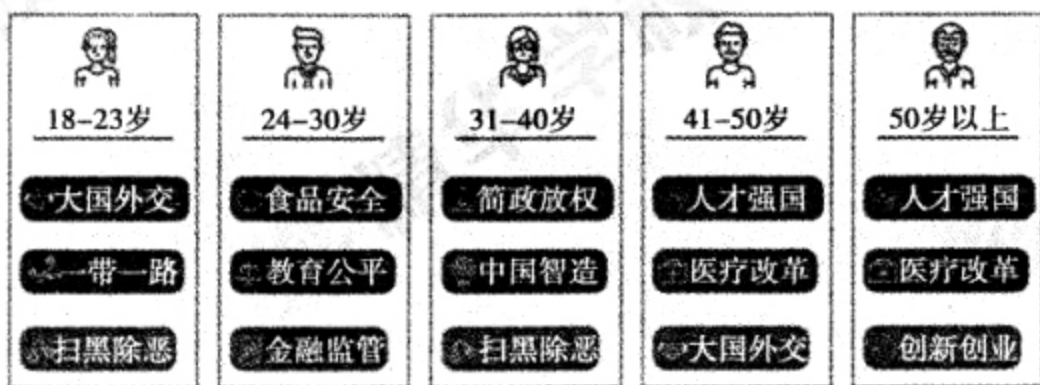 18-23岁
大国外交
一带一路
扫黑除恶
24-30岁
食品安全
教育公平
金融监管
31-40岁
简政放权
中国智造
扫黑除恶
41-50岁
人才强国
医疗改革
大国外交
50岁以上
人才强国
医疗改革
创新创业